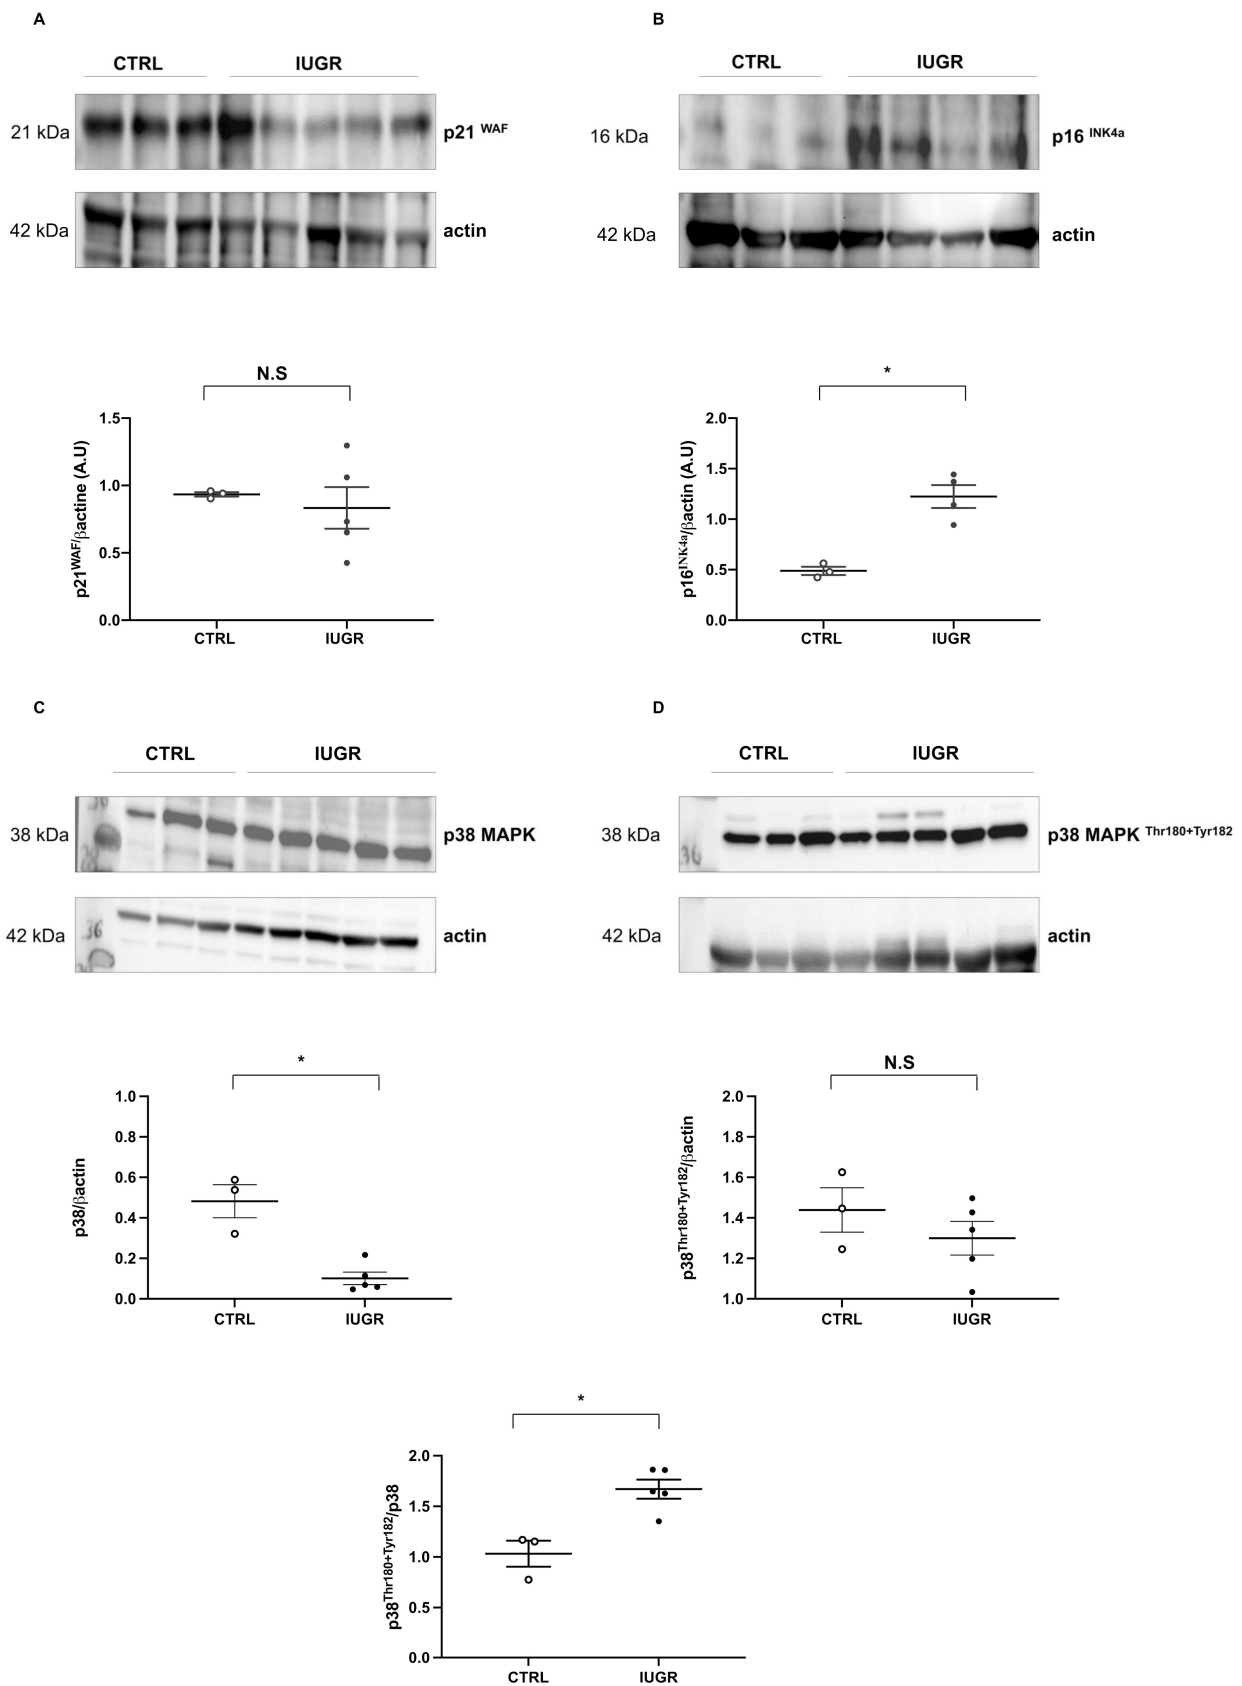 A
B
CTRL IUGR
CTRL IUGR
21 kDa p21 WAF
16 kDa p16 INK4a
42 kDa actin
42 kDa actin
N.S
*
p21WAF/βactine (A.U)
1.5
1.0
0.5
0.0
CTRL IUGR
p16INK4a/βactin (A.U)
2.0
1.5
1.0
0.5
0.0
CTRL IUGR
C
D
CTRL IUGR
CTRL IUGR
38 kDa p38 MAPK
38 kDa 36 p38 MAPK Thr180+Tyr182
42 kDa 36 actin
42 kDa actin
*
N.S
p38/βactin
1.0
0.8
0.6
0.4
0.2
0.0
CTRL IUGR
p38Thr180+Tyr182/βactin
2.0
1.8
1.6
1.4
1.2
1.0
CTRL IUGR
*
p38Thr180+Tyr182/p38
2.0
1.5
1.0
0.5
0.0
CTRL IUGR